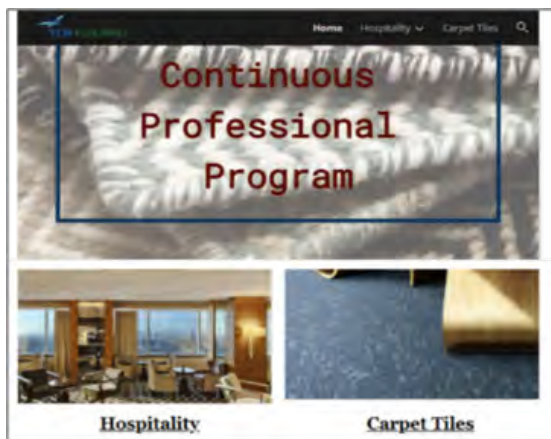 Home Hospitality Carpet Tiles
Continuous
Professional
Program
Hospitality Carpet Tiles